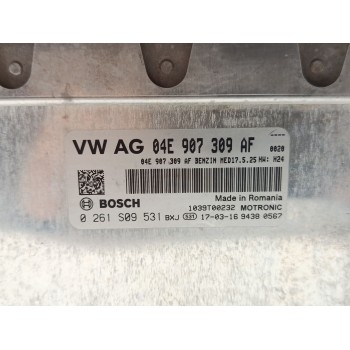 VW AG 04E 907 309 AF 0020
04E 907.309 AF BENZIN MED17.5.25 HW: H24
BOSCH Made in Romania
1039T00232 MOTRONIC
0 261 S09 531 BXJ S31 17-03-16 9438 0567